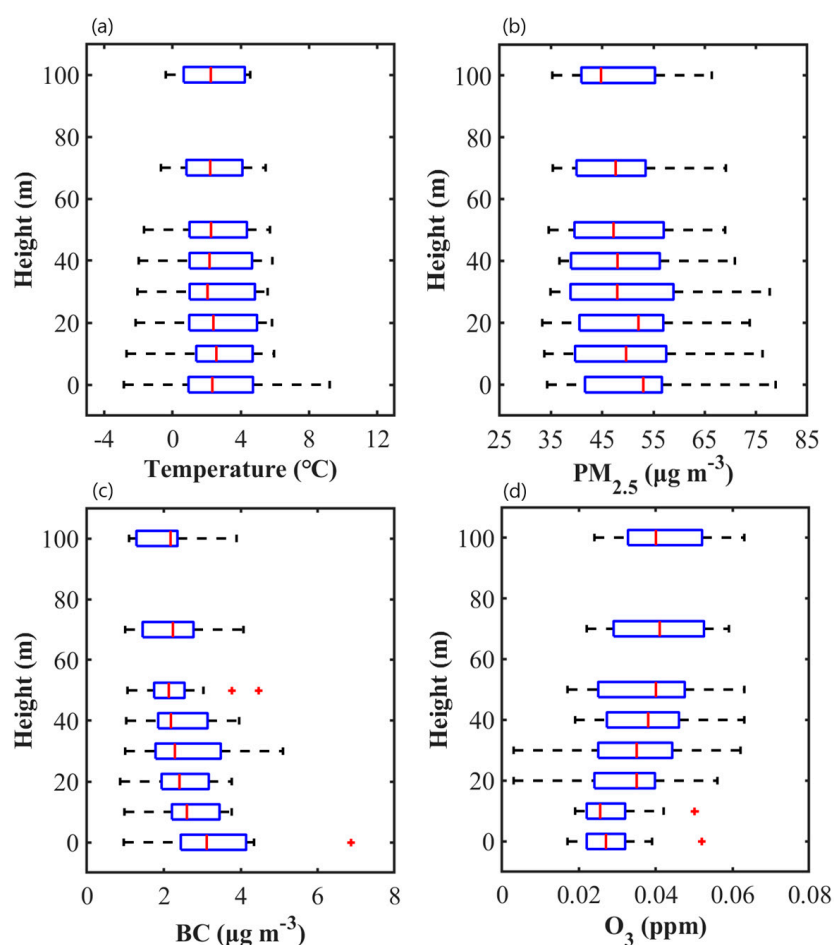 (a)
(b)
100
80
60
40
20
0
Height (m)
-4 0 4 8 12
Temperature (℃)
100
80
60
40
20
0
Height (m)
25 35 45 55 65 75 85
PM2.5 (μg m-3)
(c)
(d)
100
80
60
40
20
0
Height (m)
0 2 4 6 8
BC (μg m-3)
100
80
60
40
20
0
Height (m)
0 0.02 0.04 0.06 0.08
O3 (ppm)